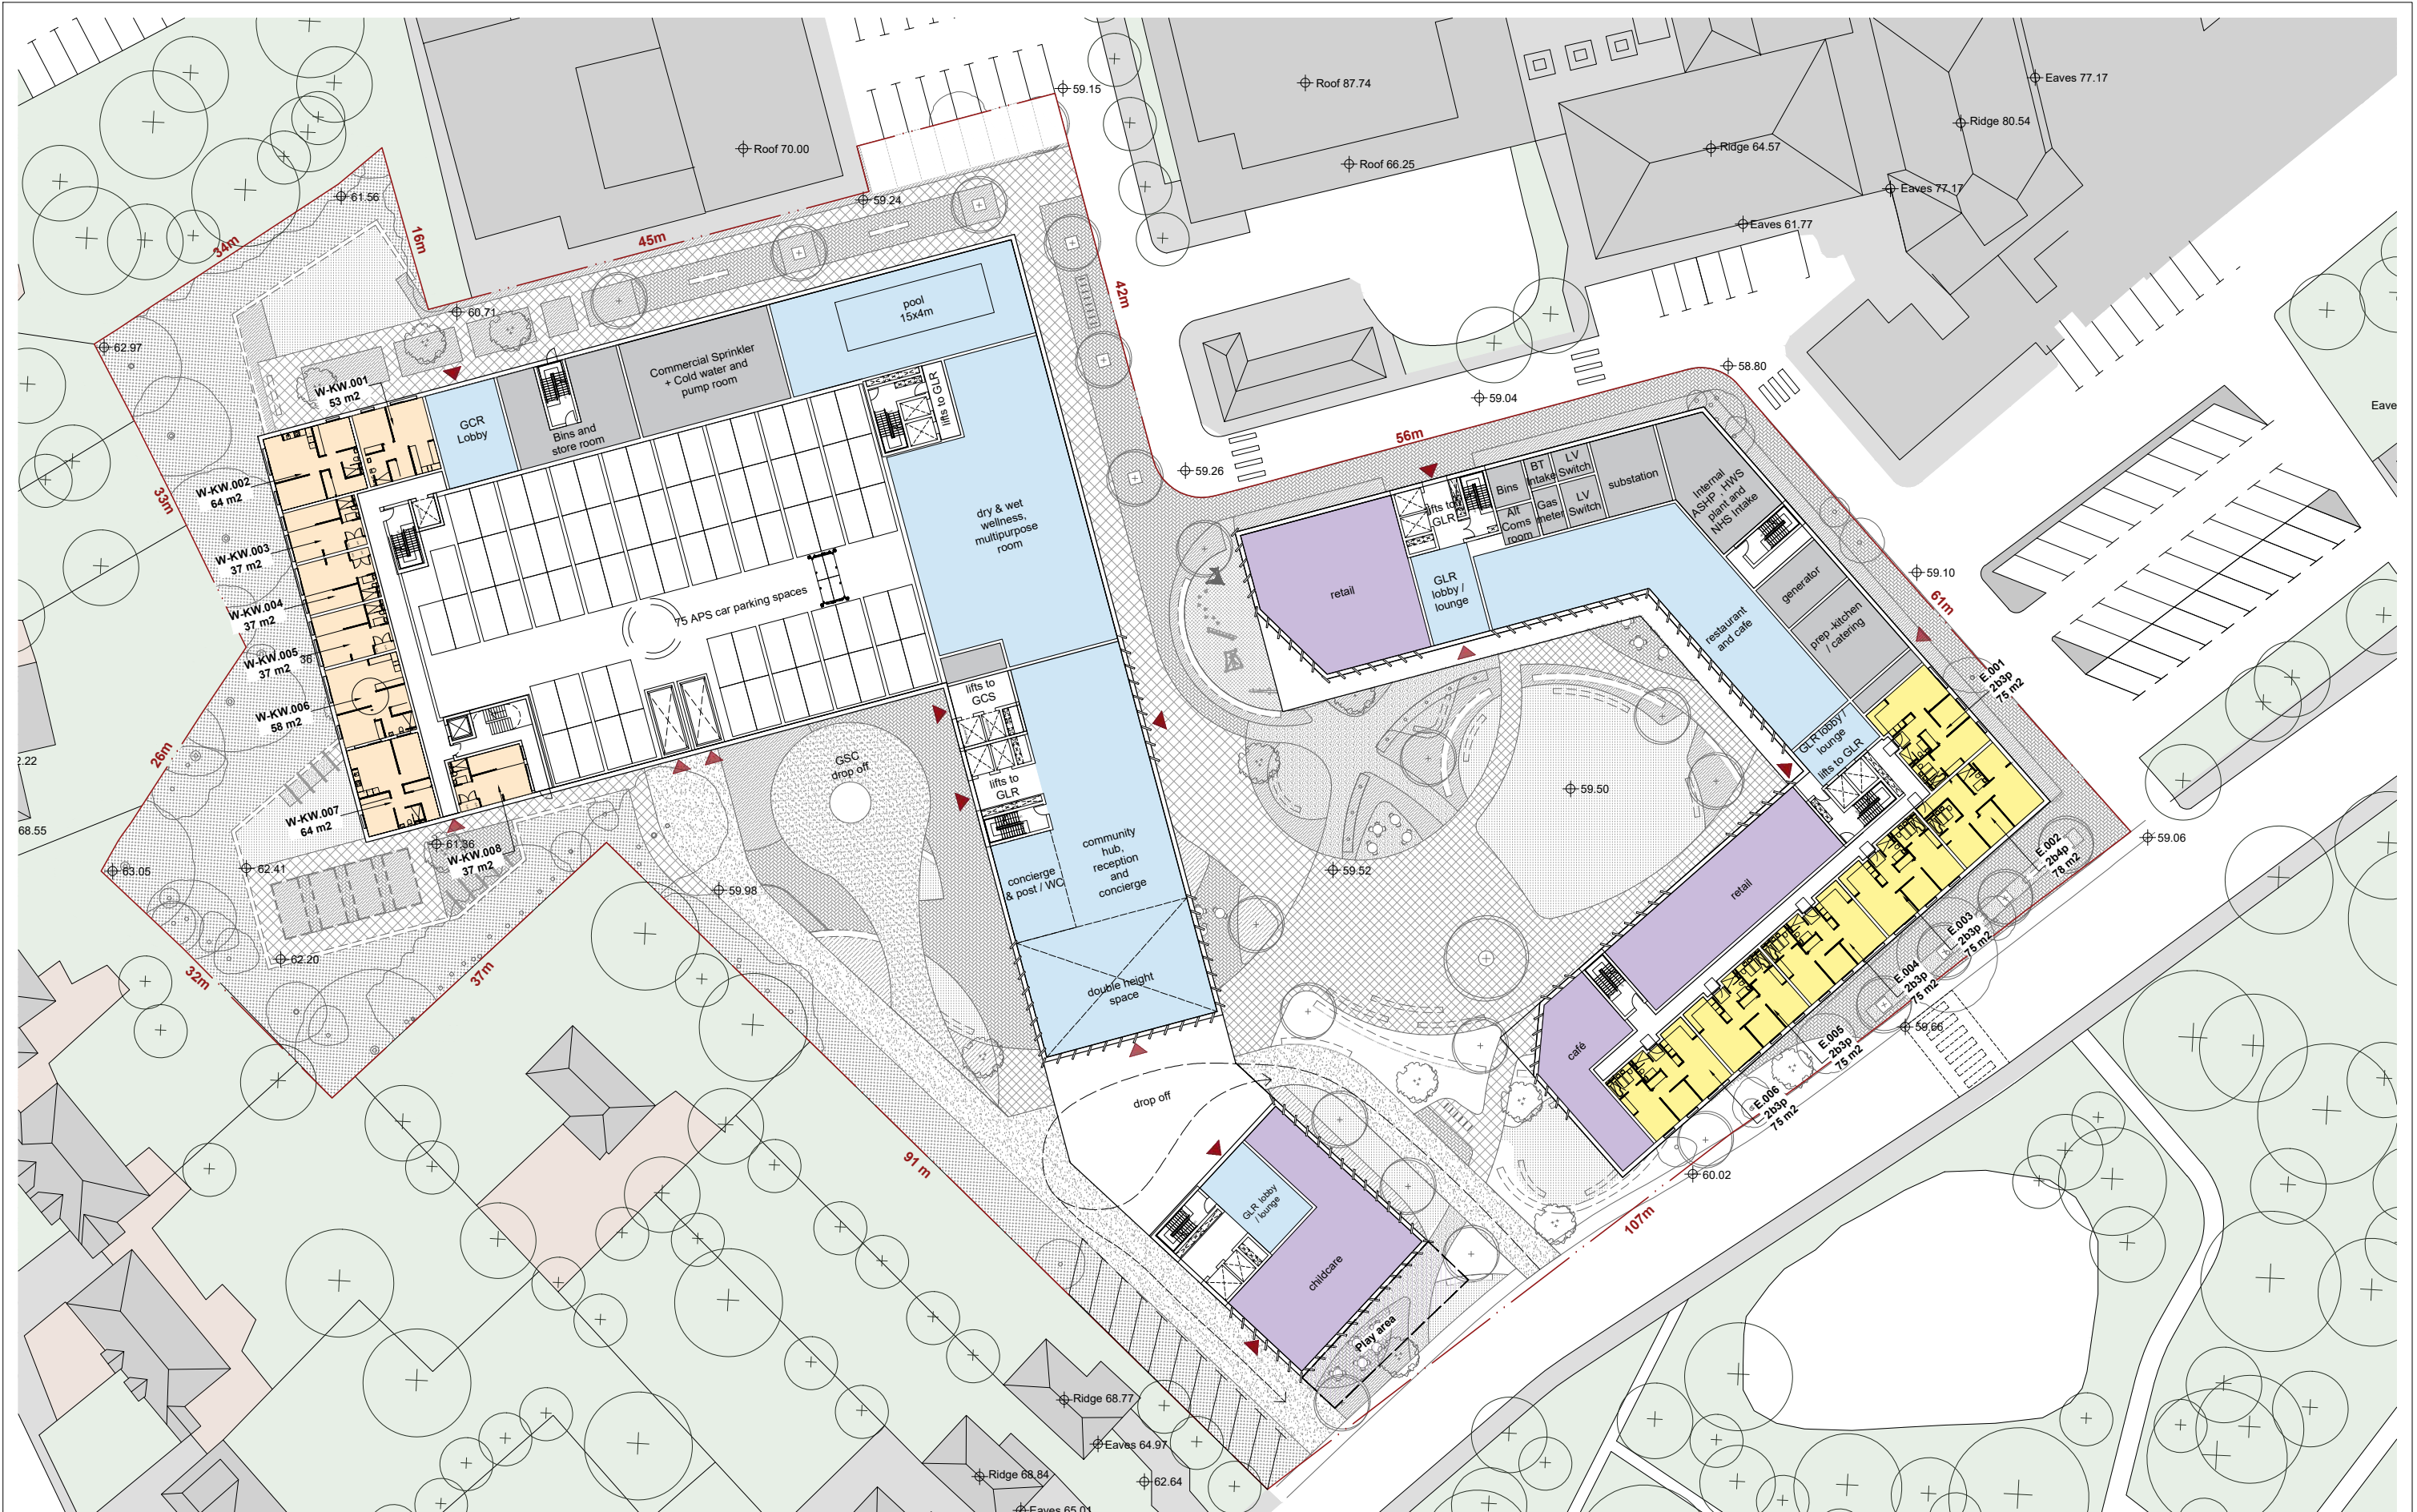 59.15
Roof 87.74
Eaves 77.17
Ridge 80.54
Roof 70.00
Ridge 64.57
Roof 66.25
Eaves 77.17
61.56
59.24
Eaves 61.77
34m
16m
45m
42m
60.71
62.97
pool
15x4m
58.80
59.04
Eave
W-KW.001
53 m2
GCR
Lobby
Bins and
store room
Commercial Sprinkler
+ Cold water and
pump room
lifts to GLR
56m
59.26
W-KW.002
64 m2
33m
dry & wet
wellness,
multipurpose
room
Bins
BT
Intake
LV
Switch
Alt
Coms
room
Gas
meter
LV
Switch
substation
Internal
ASHP , HWS
plant and
NHS Intake
lifts to
GLR
W-KW.003
37 m2
59.10
61m
generator
prep -kitchen
/ catering
retail
GLR
lobby /
lounge
restaurant
and cafe
W-KW.004
37 m2
75 APS car parking spaces
W-KW.005
37 m2
36
E.001
2b3p
75 m2
W-KW.006
58 m2
lifts to
GCS
GLR lobby /
lounge
lifts to GLR
26m
GSC
drop off
2.22
59.50
lifts to
GLR
W-KW.007
64 m2
68.55
61.36
W-KW.008
37 m2
62.41
63.05
59.98
59.52
59.06
community
hub,
reception
and
concierge
concierge
& post / WC
retail
E.002
2b4p
78 m2
E.003
2b3p
75 m2
62.20
32m
37m
double height
space
E.004
2b3p
75 m2
59.66
café
E.005
2b3p
75 m2
drop off
E.006
2b3p
75 m2
91 m
60.02
GLR lobby
/ lounge
107m
childcare
Play area
Ridge 68.77
Eaves 64.97
Ridge 68.84
62.64
Eaves 65.01